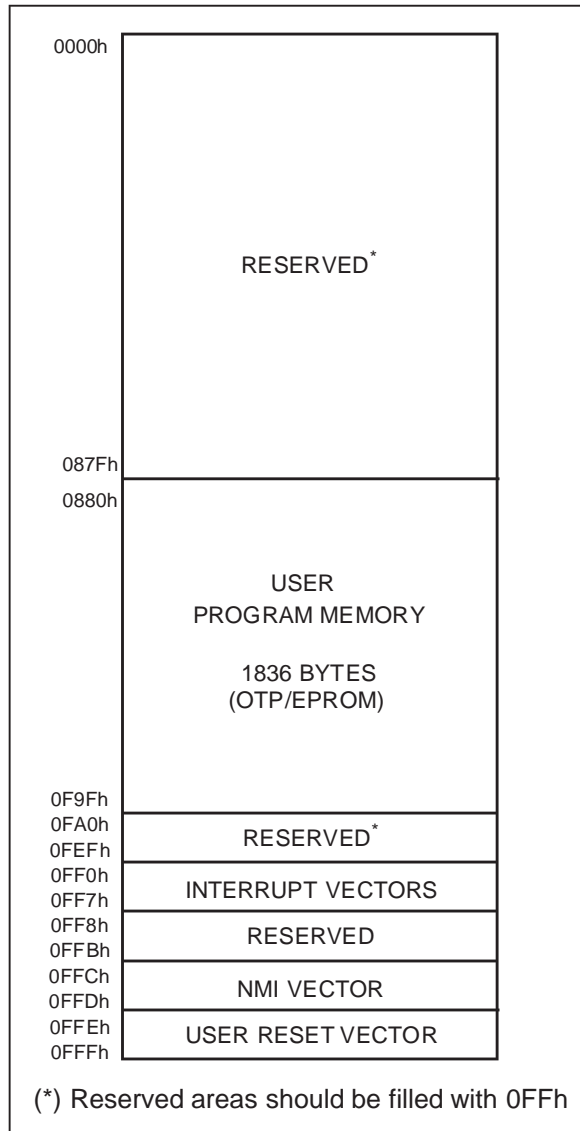 0000h
RESERVED*
087Fh
0880h
USER
PROGRAM MEMORY
1836 BYTES
(OTP/EPROM)
0F9Fh
0FA0h
RESERVED*
0FEFh
0FF0h
INTERRUPT VECTORS
0FF7h
0FF8h
RESERVED
0FFBh
0FFCh
NMI VECTOR
0FFDh
0FFEh
USER RESET VECTOR
0FFFh
(*) Reserved areas should be filled with 0FFh